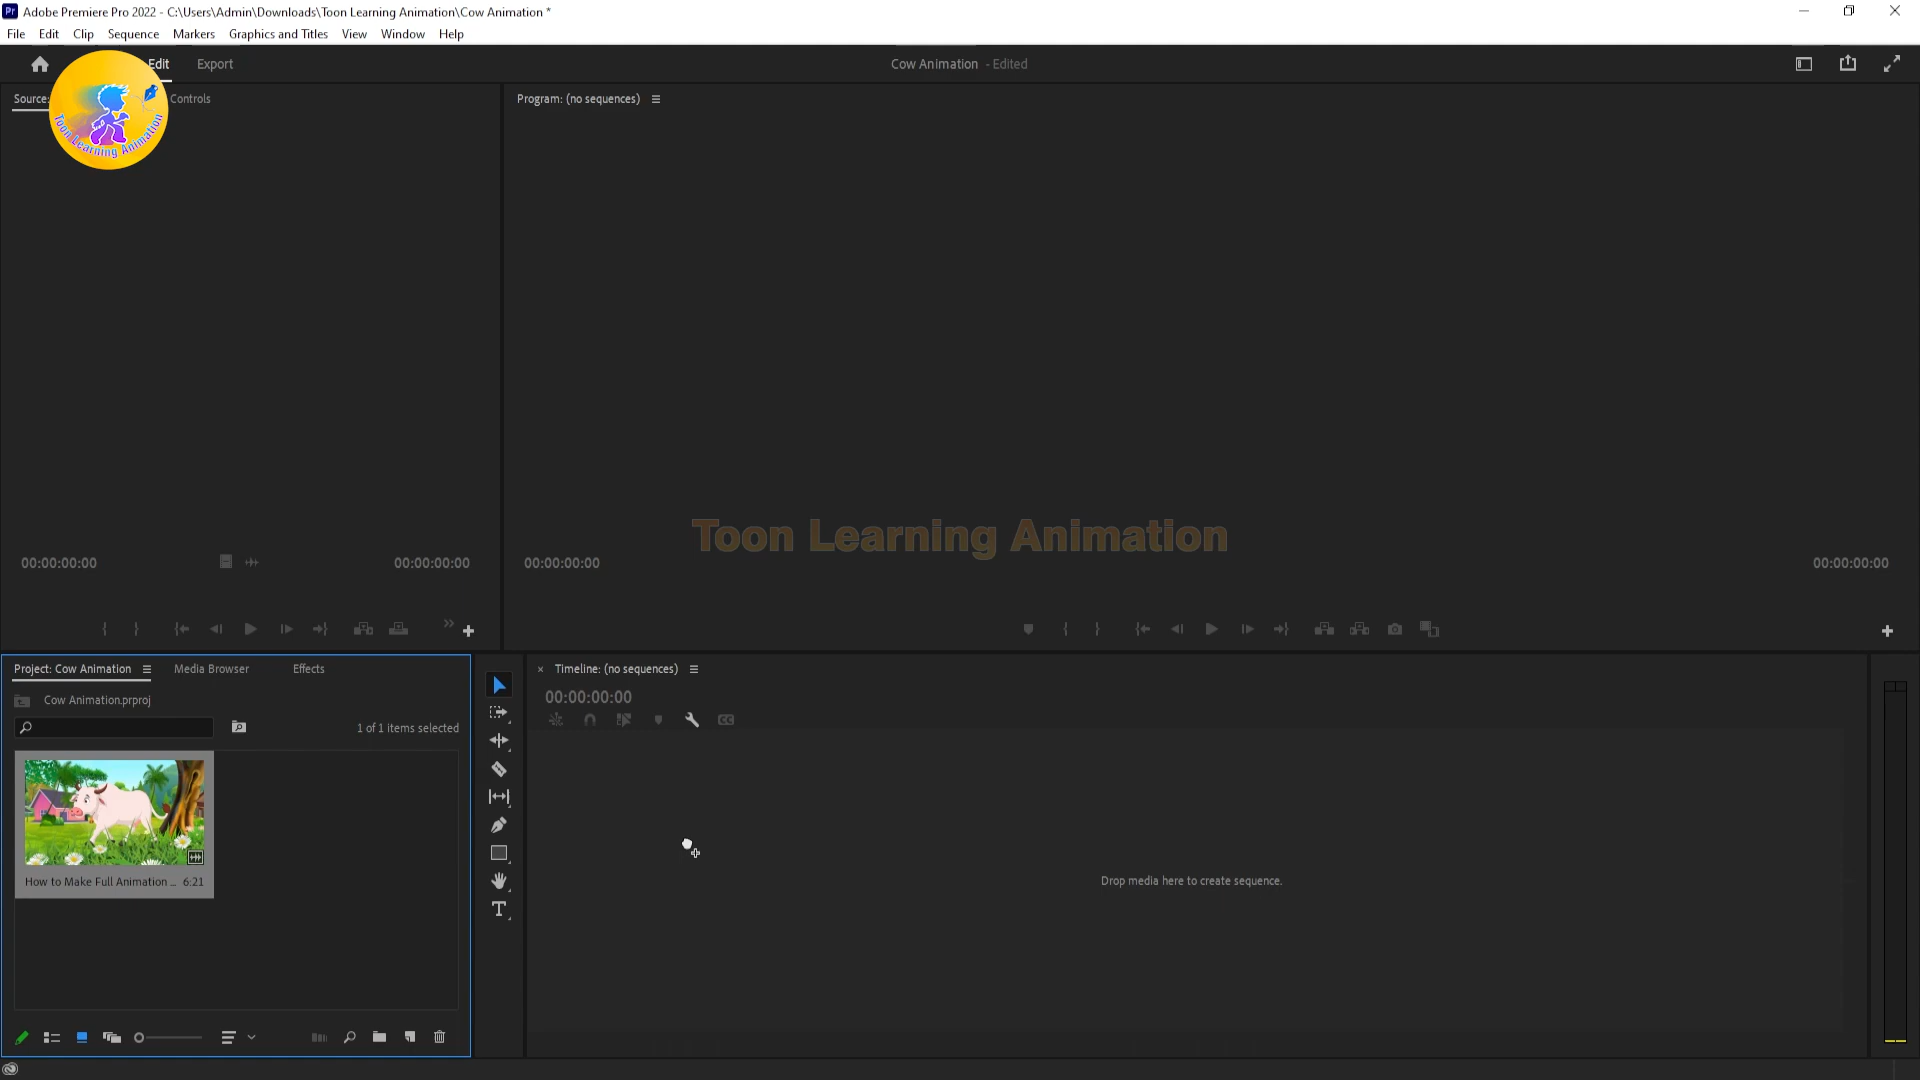 Pr Adobe Premiere Pro 2022 - C:\Users\Admin\Downloads\Toon Learning Animation\Cow Animation *
File Edit Clip Sequence Markers Graphics and Titles View Window Help
Edit Export Cow Animation - Edited
Source: Controls Program: (no sequences)
Toon Learning Animation
Toon Learning Animation
00:00:00:00 00:00:00:00 00:00:00:00 00:00:00:00
Project: Cow Animation Media Browser Effects Timeline: (no sequences)
Cow Animation.prproj 00:00:00:00
1 of 1 items selected
How to Make Full Animation ... 6:21
Drop media here to create sequence.